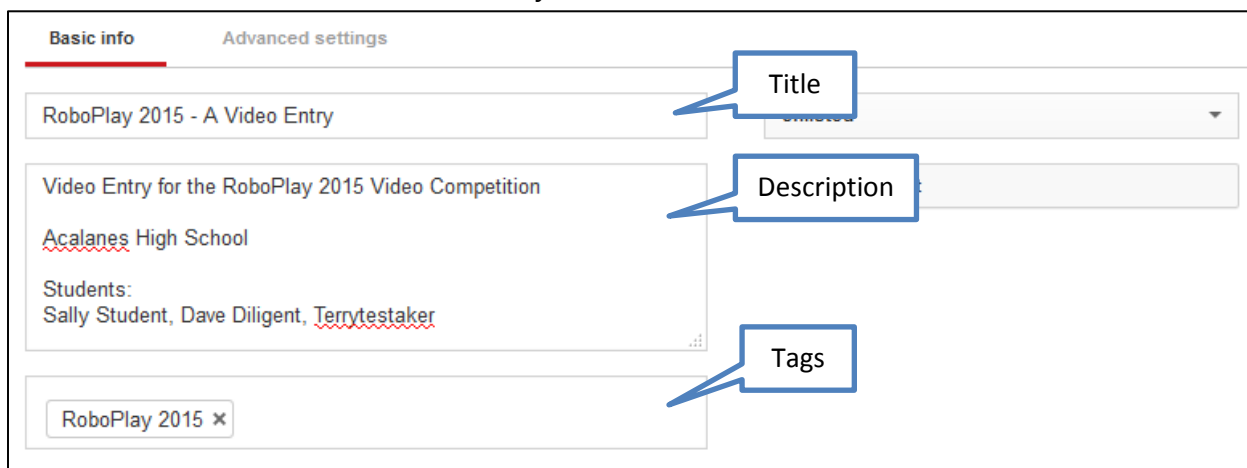 Basic info Advanced settings
Title
RoboPlay 2015 - A Video Entry
Video Entry for the RoboPlay 2015 Video Competition
Description
Acalanes High School
Students:
Sally Student, Dave Diligent, Terrytestaker
Tags
RoboPlay 2015 ×